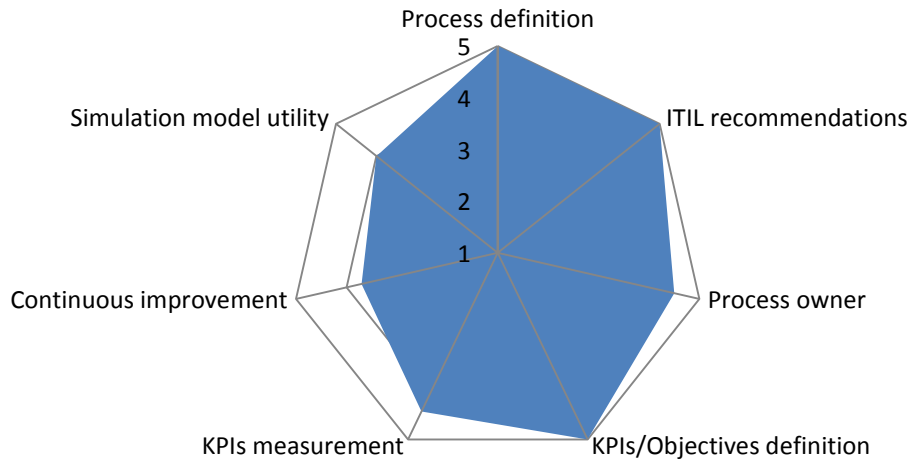 Process definition
5
4
3
2
1
ITIL recommendations
Process owner
KPIs/Objectives definition
KPIs measurement
Continuous improvement
Simulation model utility